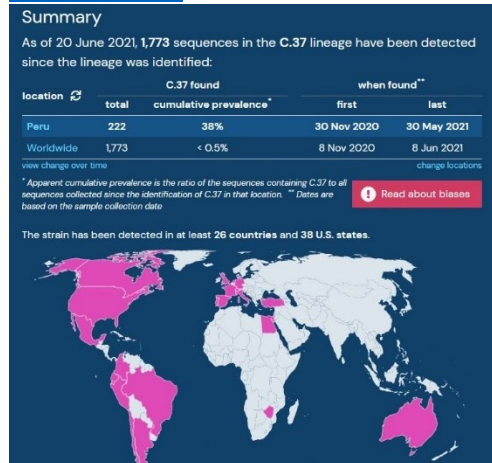 Summary
As of 20 June 2021, 1,773 sequences in the C.37 lineage have been detected
since the lineage was identified:
location C.37 found when found**
total cumulative prevalence* first last
Peru 222 38% 30 Nov 2020 30 May 2021
Worldwide 1,773 < 0.5% 8 Nov 2020 8 Jun 2021
view change over time change locations
* Apparent cumulative prevalence is the ratio of the sequences containing C.37 to all
sequences collected since the identification of C.37 in that location. ** Dates are
based on the sample collection date
! Read about biases
The strain has been detected in at least 26 countries and 38 U.S. states.